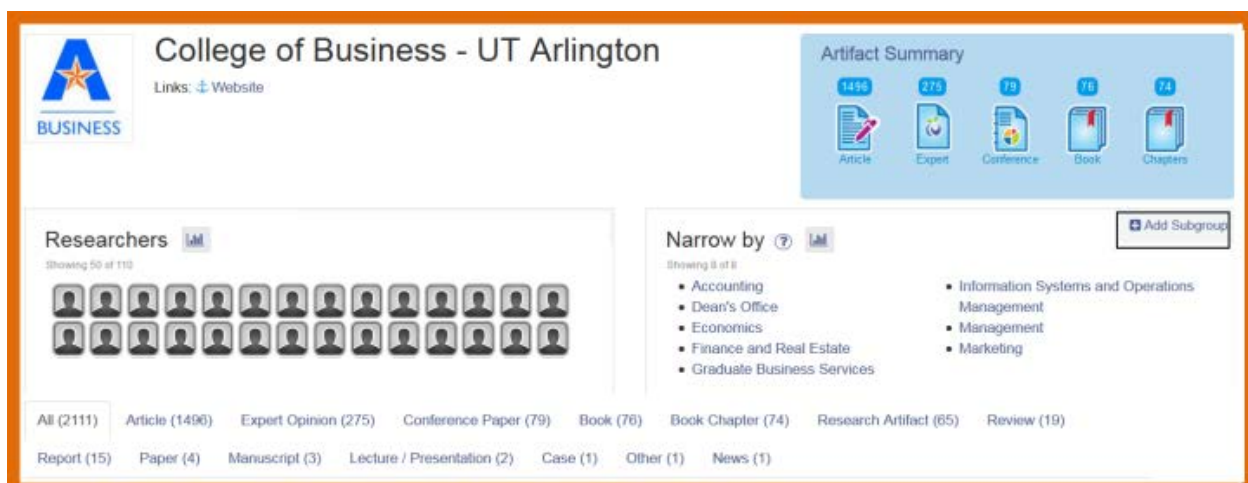 College of Business - UT Arlington
Links: Website
BUSINESS
Artifact Summary
1496 275 79 76 74
Article Expert Conference Book Chapters
Researchers
Showing 50 of 110
Narrow by ?
Add Subgroup
Showing 8 of 8
Accounting
Dean's Office
Economics
Finance and Real Estate
Graduate Business Services
Information Systems and Operations
Management
Management
Marketing
All (2111) Article (1496) Expert Opinion (275) Conference Paper (79) Book (76) Book Chapter (74) Research Artifact (65) Review (19)
Report (15) Paper (4) Manuscript (3) Lecture / Presentation (2) Case (1) Other (1) News (1)